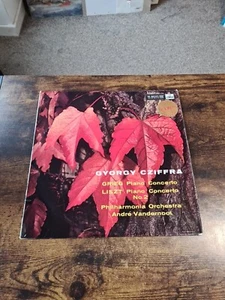 GYORGY CZIFFRA
GRIEG Piano Concerto
LISZT Piano Concerto
No.2
Philharmonia Orchestra
André Vandernoot